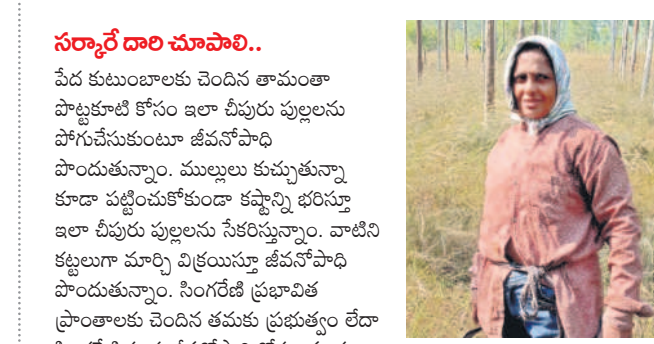 సర్కారే దారి చూపాలి..
పేద కుటుంబాలకు చెందిన తామంతా
పొట్టకూటి కోసం ఇలా చీపురు పుల్లలను
పోగుచేసుకుంటూ జీవనోపాధి
పొందుతున్నాం. ముల్లులు కుచ్చుతున్నా
కూడా పట్టించుకోకుండా కష్టాన్ని భరిస్తూ
ఇలా చీపురు పుల్లలను సేకరిస్తున్నాం. వాటిని
కట్టలుగా మార్చి విక్రయిస్తూ జీవనోపాధి
పొందుతున్నాం. సింగరేణి ప్రభావిత
ప్రాంతాలకు చెందిన తమకు ప్రభుత్వం లేదా